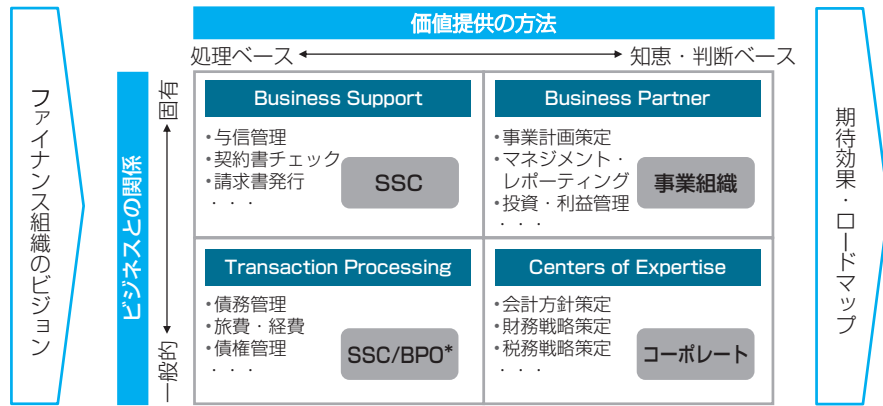 価値提供の方法
処理ベース
知恵・判断ベース
ファイナンス組織のビジョン
ビジネスとの関係
固有
一般的
Business Support
・与信管理
・契約書チェック
・請求書発行
・・・
SSC
Business Partner
・事業計画策定
・マネジメント・
レポーティング
・投資・利益管理
・・・
事業組織
Transaction Processing
・債務管理
・旅費・経費
・債権管理
・・・
SSC/BPO*
Centers of Expertise
・会計方針策定
・財務戦略策定
・税務戦略策定
・・・
コーポレート
期待効果・ロードマップ